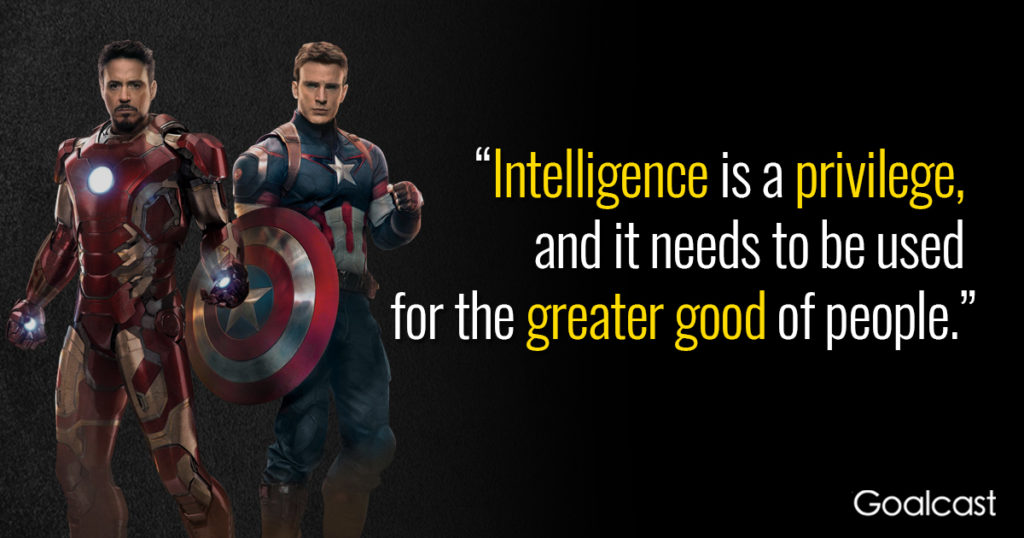 “Intelligence is a privilege,
and it needs to be used
for the greater good of people.”
Goalcast